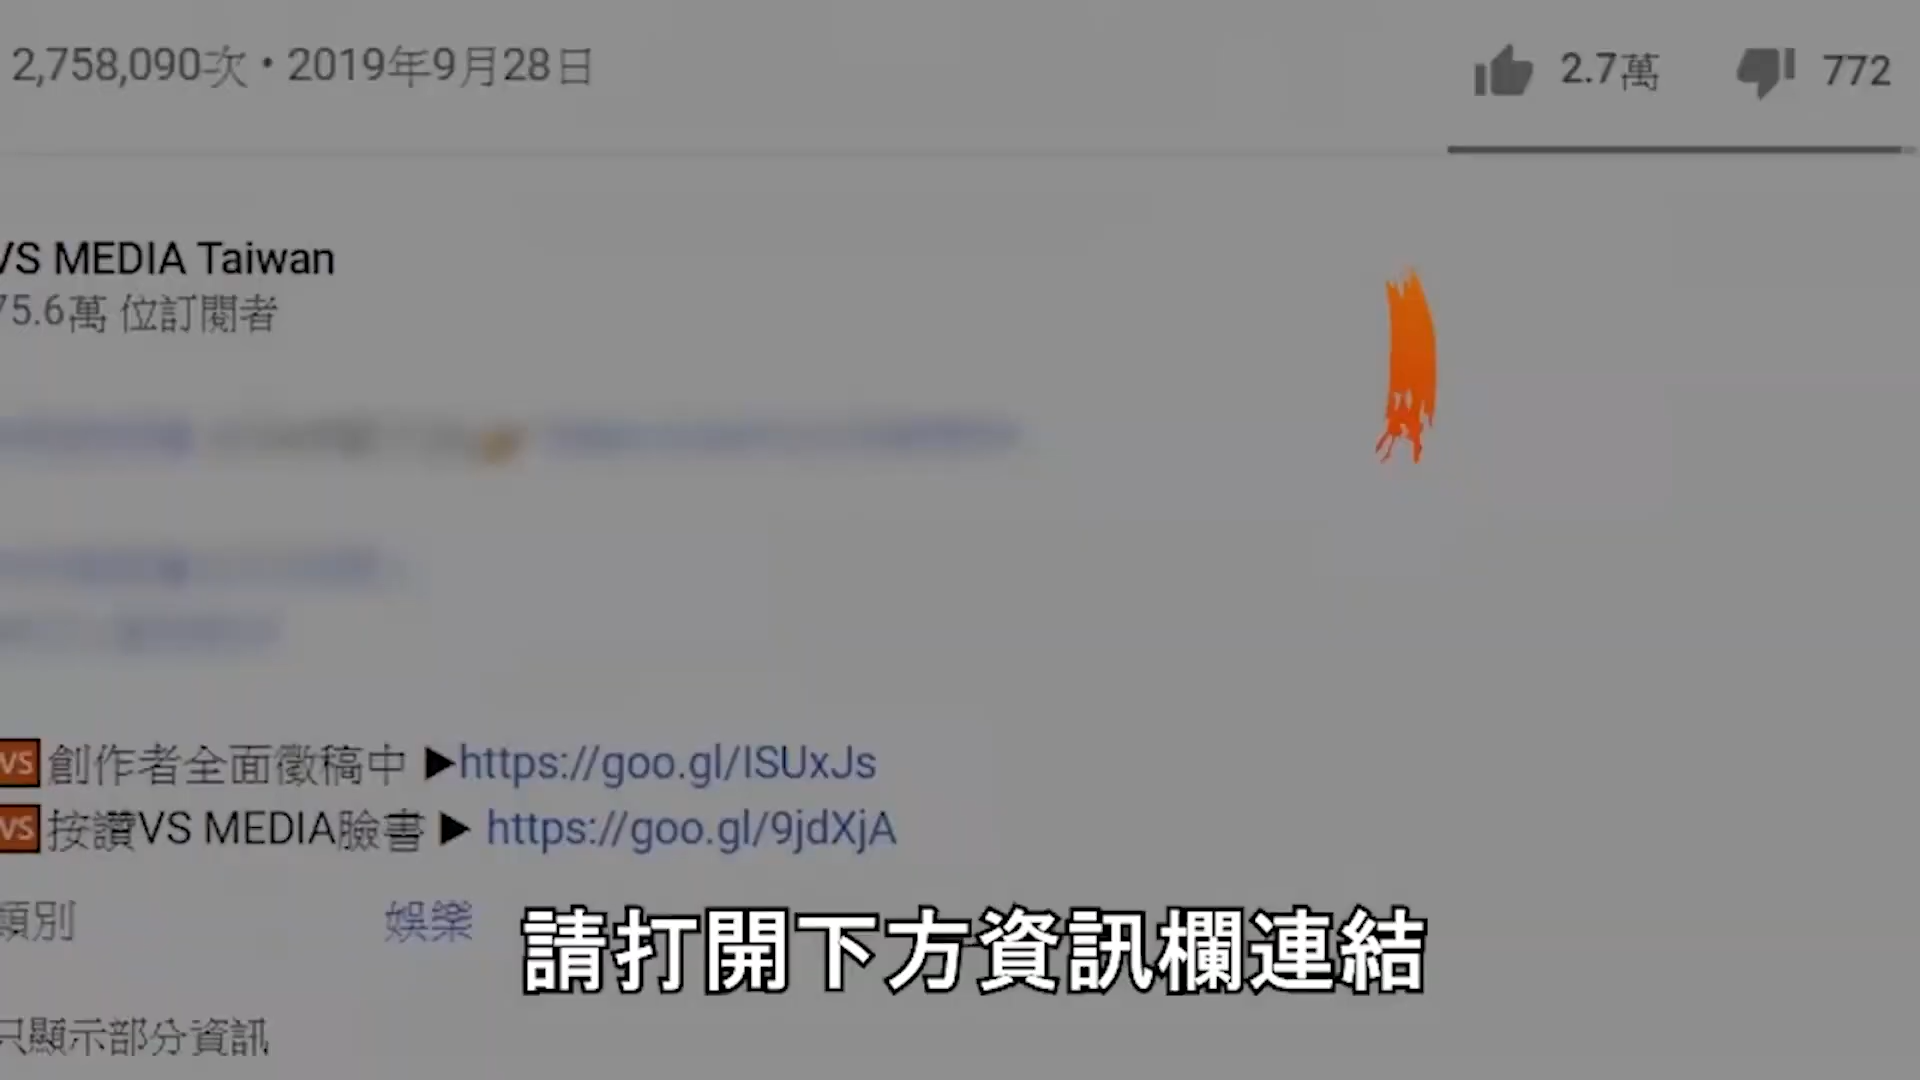 2,758,090次 • 2019年9月28日
2.7萬
772
VS MEDIA Taiwan
75.6萬 位訂閱者
VS 創作者全面徵稿中 ▶https://goo.gl/ISUxJs
VS 按讚VS MEDIA臉書 ▶ https://goo.gl/9jdXjA
類別 娛樂
請打開下方資訊欄連結
只顯示部分資訊